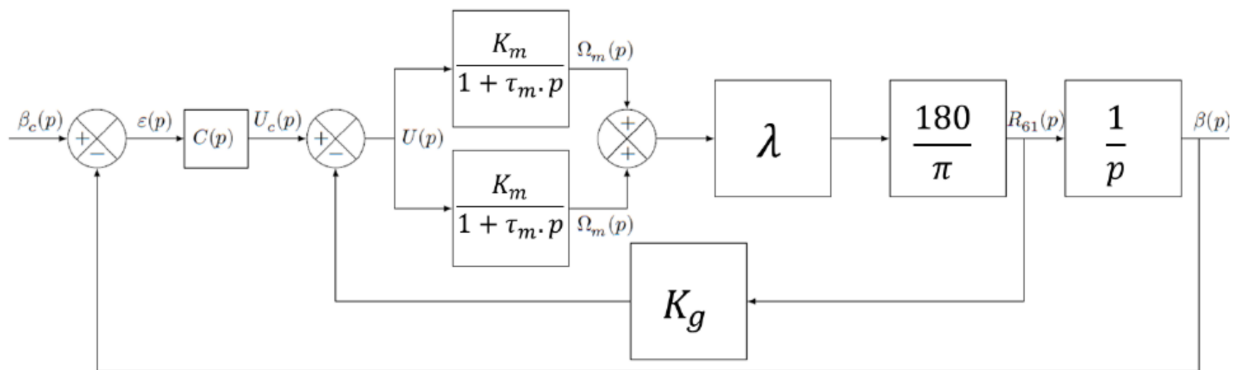 K_m
1 + τ_m. p
Ω_m(p)
β_c(p)
+
−
ε(p)
C(p)
U_c(p)
+
−
U(p)
+
+
λ
180
π
R_61(p)
1
p
β(p)
K_m
1 + τ_m. p
Ω_m(p)
K_g